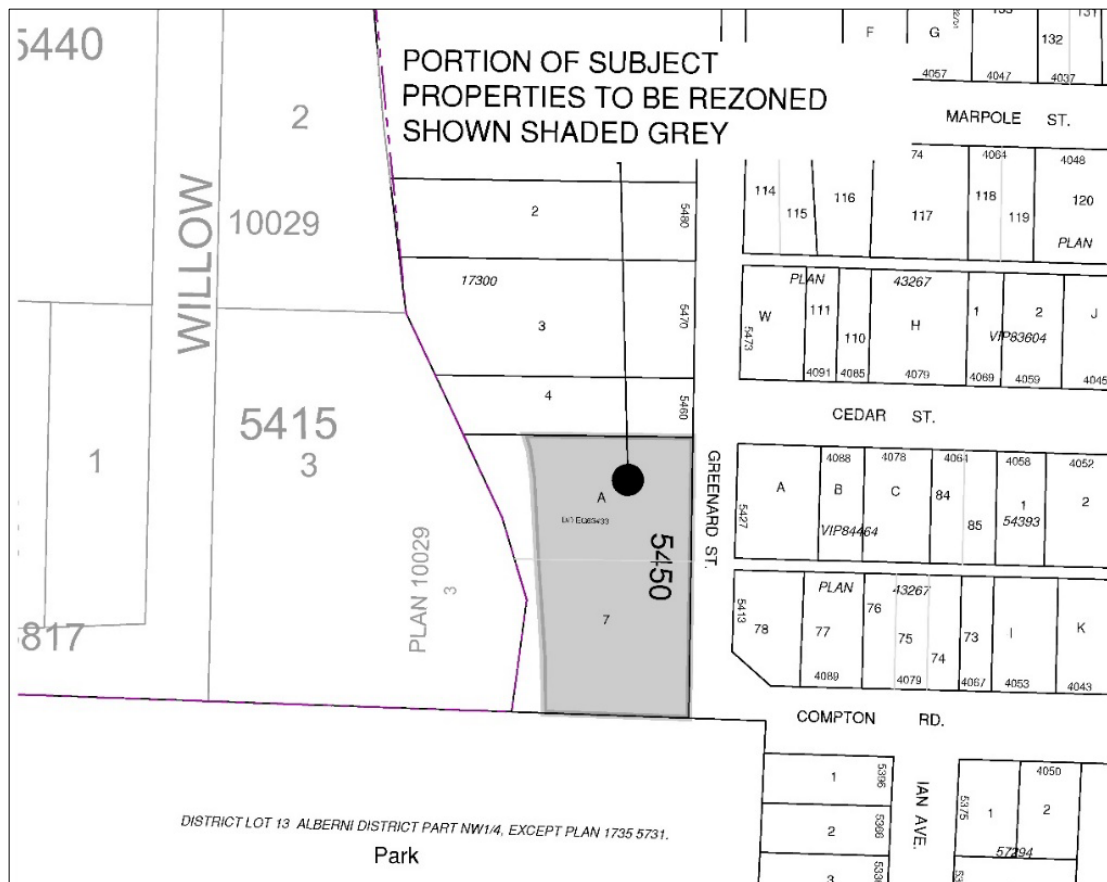 5440
PORTION OF SUBJECT
PROPERTIES TO BE REZONED
SHOWN SHADED GREY
F
G
131
132
4057
4047
4037
2
MARPOLE ST.
WILLOW
10029
74
4064
4048
114
115
116
117
118
119
120
PLAN
2
5480
17300
3
5470
4
5460
PLAN
43267
W
5473
111
110
H
1
2
J
VIP83604
4091
4085
4079
4069
4059
4045
CEDAR ST.
5415
3
1
GREENARD ST.
4088
4078
4064
4058
4052
A
B
C
84
85
1
2
5427
VIP84464
54393
A
5450
7
PLAN 10029
3
PLAN
43267
5413
78
77
76
75
74
73
I
K
4089
4079
4067
4053
4043
COMPTON RD.
1
5396
2
5386
3
IAN AVE.
5375
4050
1
2
57294
DISTRICT LOT 13 ALBERNI DISTRICT PART NW1/4, EXCEPT PLAN 1735 5731.
Park